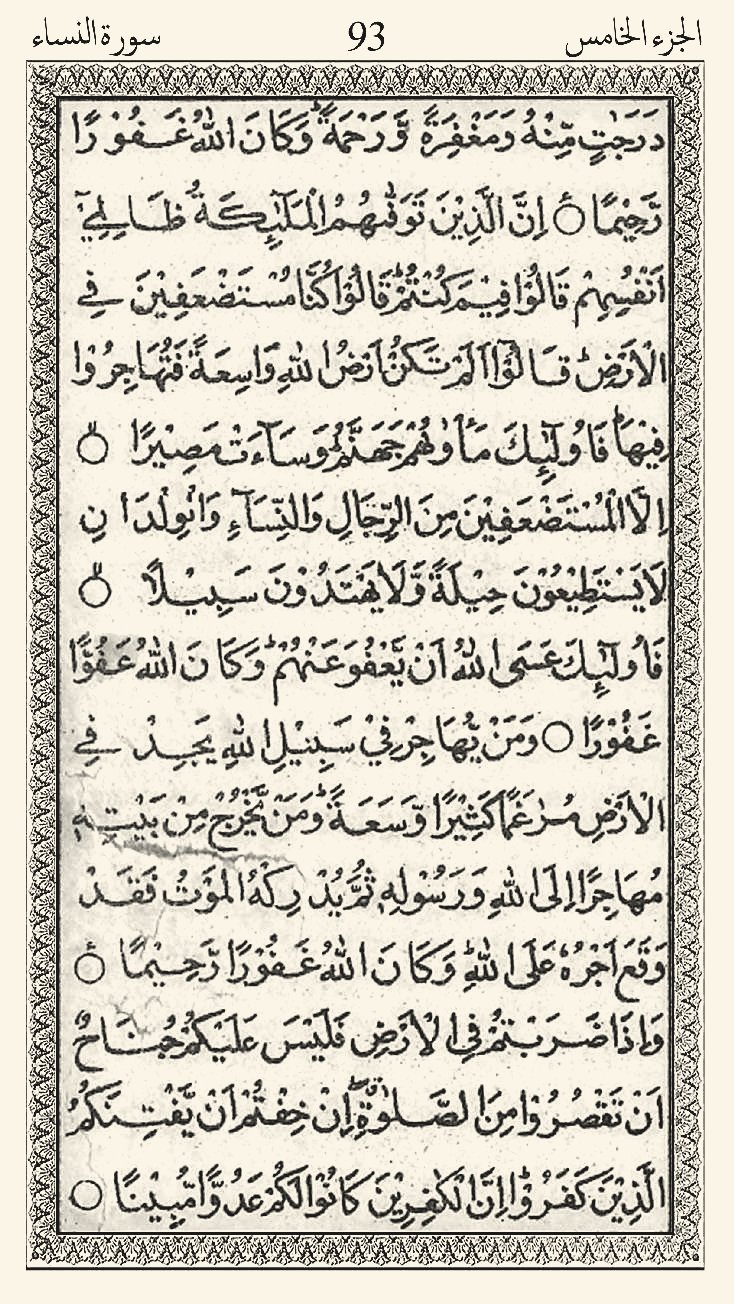 الجزء الخامس 93 سورة النساء
دَرَجٰتٍ مِّنْهُ وَمَغْفِرَةً وَّرَحْمَةً ؕ وَكَانَ اللّٰهُ غَفُوْرًا
رَّحِيْمًا ۝ اِنَّ الَّذِيْنَ تَوَفّٰىهُمُ الْمَلٰٓئِكَةُ ظَالِمِيْۤ
اَنْفُسِهِمْ قَالُوْا فِيْمَ كُنْتُمْ ؕ قَالُوْا كُنَّا مُسْتَضْعَفِيْنَ فِي
الْاَرْضِ ؕ قَالُوْۤا اَلَمْ تَكُنْ اَرْضُ اللّٰهِ وَاسِعَةً فَتُهَاجِرُوْا
فِيْهَا ؕ فَاُولٰٓئِكَ مَاْوٰىهُمْ جَهَنَّمُ ؕ وَسَآءَتْ مَصِيْرًا ۝
اِلَّا الْمُسْتَضْعَفِيْنَ مِنَ الرِّجَالِ وَالنِّسَآءِ وَالْوِلْدَانِ
لَا يَسْتَطِيْعُوْنَ حِيْلَةً وَّلَا يَهْتَدُوْنَ سَبِيْلًا ۝
فَاُولٰٓئِكَ عَسَى اللّٰهُ اَنْ يَّعْفُوَ عَنْهُمْ ؕ وَكَانَ اللّٰهُ عَفُوًّا
غَفُوْرًا ۝ وَمَنْ يُّهَاجِرْ فِيْ سَبِيْلِ اللّٰهِ يَجِدْ فِي
الْاَرْضِ مُرٰغَمًا كَثِيْرًا وَّسَعَةً ؕ وَمَنْ يَّخْرُجْ مِنْۢ بَيْتِهٖ
مُهَاجِرًا اِلَى اللّٰهِ وَرَسُوْلِهٖ ثُمَّ يُدْرِكْهُ الْمَوْتُ فَقَدْ
وَقَعَ اَجْرُهٗ عَلَى اللّٰهِ ؕ وَكَانَ اللّٰهُ غَفُوْرًا رَّحِيْمًا ۝
وَاِذَا ضَرَبْتُمْ فِي الْاَرْضِ فَلَيْسَ عَلَيْكُمْ جُنَاحٌ
اَنْ تَقْصُرُوْا مِنَ الصَّلٰوةِ ۖ اِنْ خِفْتُمْ اَنْ يَّفْتِنَكُمُ
الَّذِيْنَ كَفَرُوْا ؕ اِنَّ الْكٰفِرِيْنَ كَانُوْا لَكُمْ عَدُوًّا مُّبِيْنًا ۝